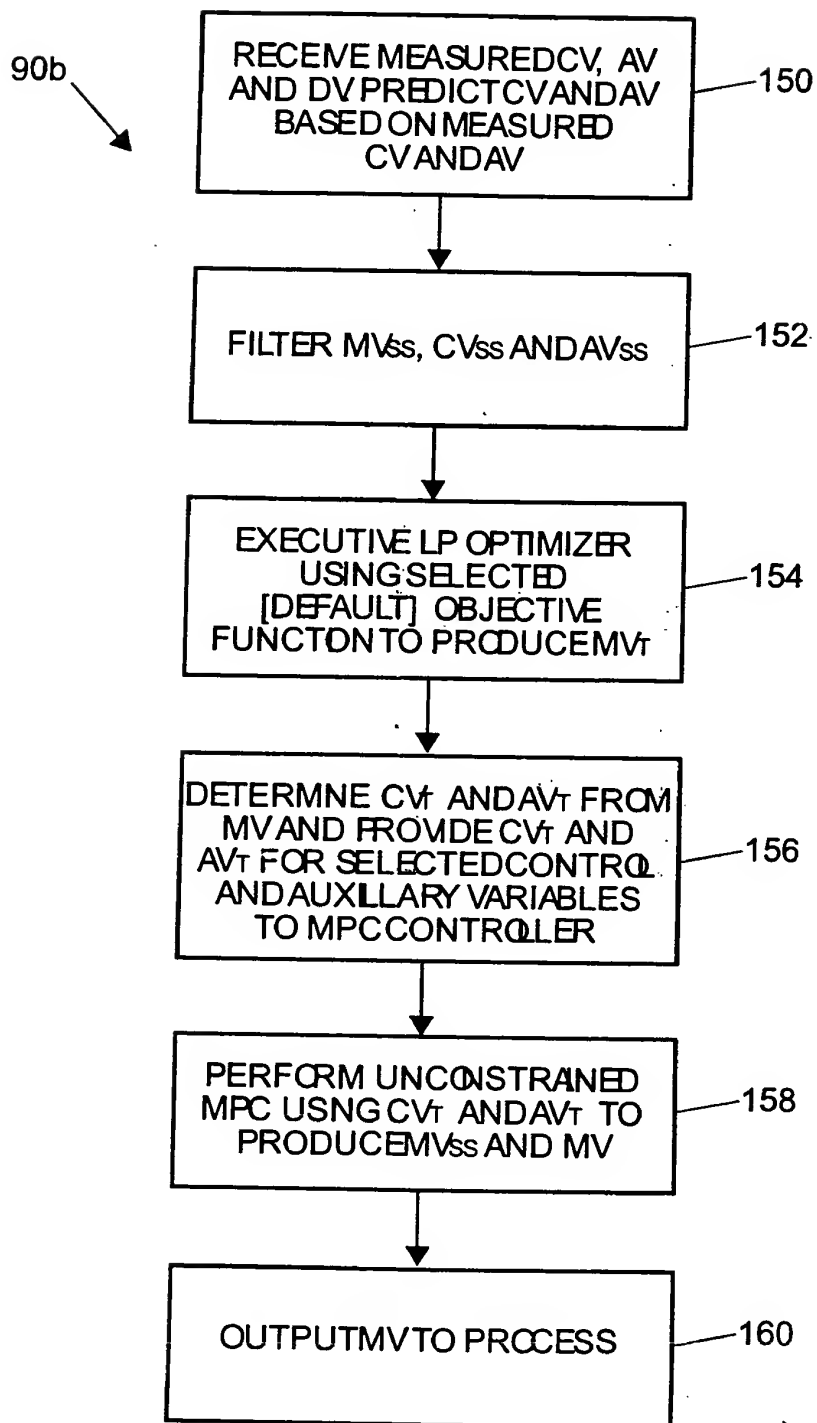 90b
RECEIVE MEASURED CV, AV
AND DV. PREDICT CV AND AV
BASED ON MEASURED
CV AND AV
150
FILTER MVSS, CVSS AND AVSS
152
EXECUTIVE LP OPTIMIZER
USING SELECTED
[DEFAULT] OBJECTIVE
FUNCTION TO PRODUCE MVT
154
DETERMNE CVT AND AVT FROM
MV AND PROVIDE CVT AND
AVT FOR SELECTED CONTROL
AND AUXILLARY VARIABLES
TO MPC CONTROLLER
156
PERFORM UNCONSTRAINED
MPC USNG CVT AND AVT TO
PRODUCE MVSS AND MV
158
OUTPUT MV TO PROCESS
160